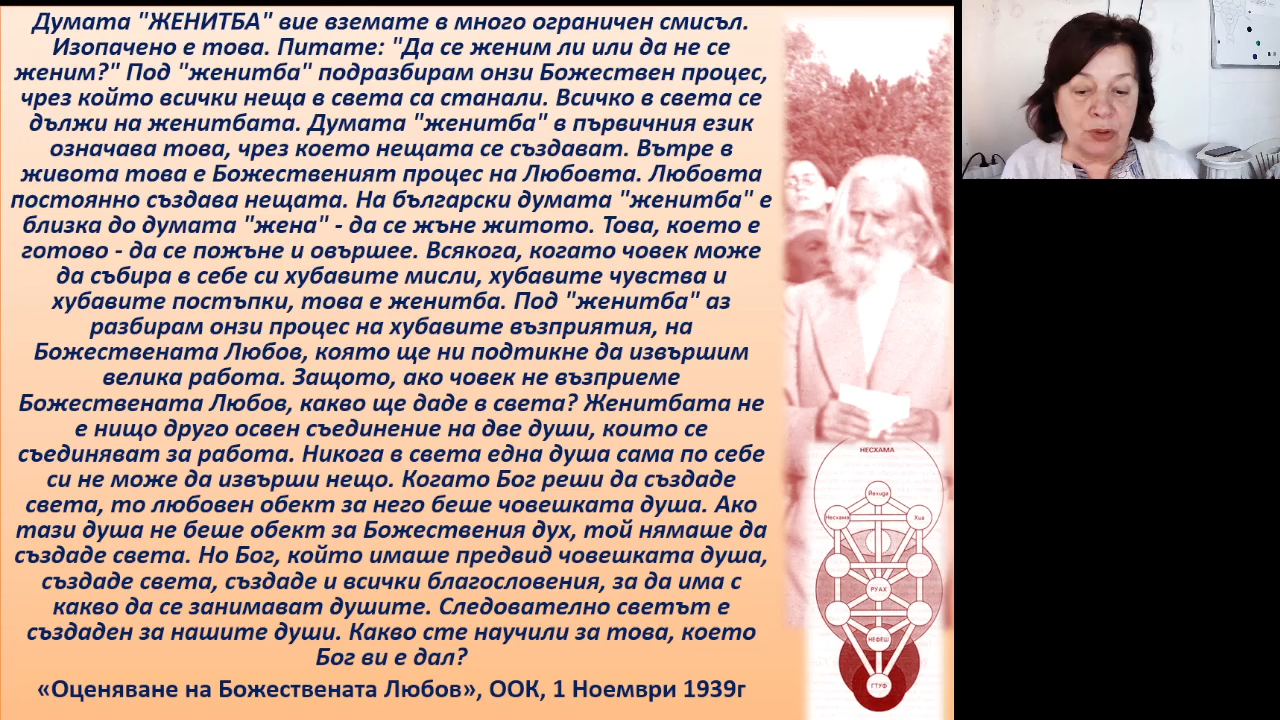 Думата "ЖЕНИТБА" вие вземате в много ограничен смисъл.
Изопачено е това. Питате: "Да се женим ли или да не се
женим?" Под "женитба" подразбирам онзи Божествен процес,
чрез който всички неща в света са станали. Всичко в света се
дължи на женитбата. Думата "женитба" в първичния език
означава това, чрез което нещата се създават. Вътре в
живота това е Божественият процес на Любовта. Любовта
постоянно създава нещата. На български думата "женитба" е
близка до думата "жена" - да се жъне житото. Това, което е
готово - да се пожъне и овършее. Всякога, когато човек може
да събира в себе си хубавите мисли, хубавите чувства и
хубавите постъпки, това е женитба. Под "женитба" аз
разбирам онзи процес на хубавите възприятия, на
Божествената Любов, която ще ни подтикне да извършим
велика работа. Защото, ако човек не възприеме
Божествената Любов, какво ще даде в света? Женитбата не
е нищо друго освен съединение на две души, които се
съединяват за работа. Никога в света една душа сама по себе
си не може да извърши нещо. Когато Бог реши да създаде
света, то любовен обект за него беше човешката душа. Ако
тази душа не беше обект за Божествения дух, той нямаше да
създаде света. Но Бог, който имаше предвид човешката душа,
създаде света, създаде и всички благословения, за да има с
какво да се занимават душите. Следователно светът е
създаден за нашите души. Какво сте научили за това, което
Бог ви е дал?
«Оценяване на Божествената Любов», ООК, 1 Ноември 1939г
НЕСХАМА
Йехида
Несхама
Хиа
РУАХ
НЕФЕШ
ГТУФ